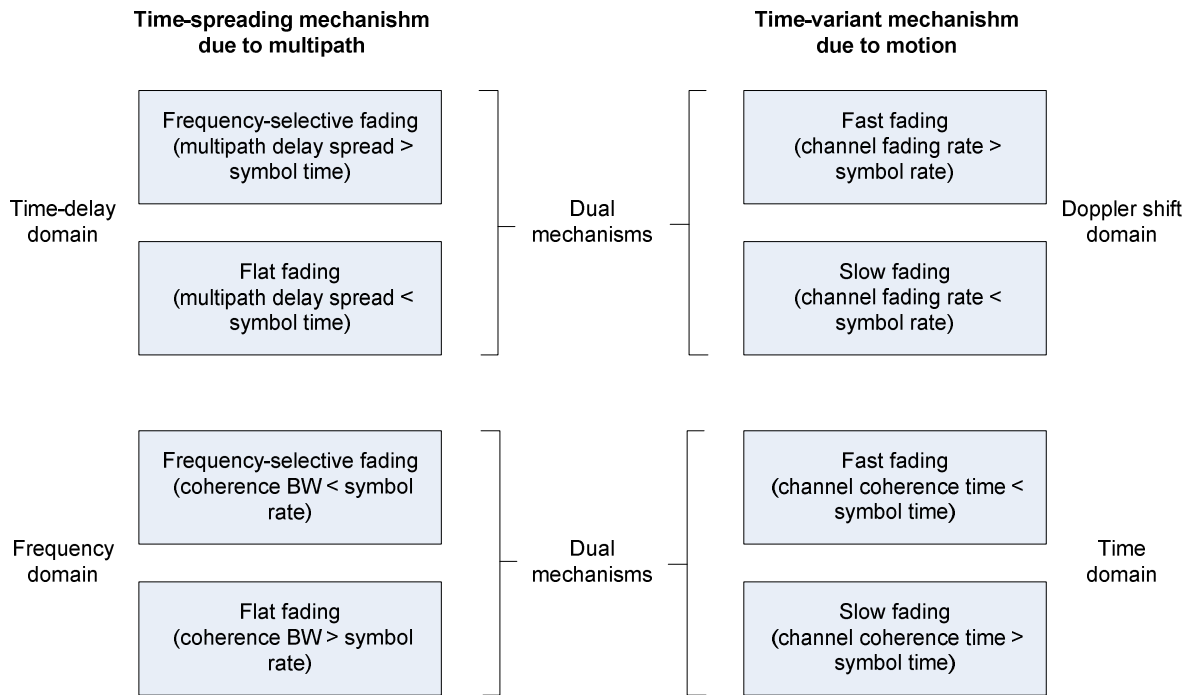 Time-spreading mechanishm
due to multipath
Time-variant mechanishm
due to motion
Frequency-selective fading
(multipath delay spread >
symbol time)
Fast fading
(channel fading rate >
symbol rate)
Time-delay
domain
Dual
mechanisms
Doppler shift
domain
Flat fading
(multipath delay spread <
symbol time)
Slow fading
(channel fading rate <
symbol rate)
Frequency-selective fading
(coherence BW < symbol
rate)
Fast fading
(channel coherence time <
symbol time)
Frequency
domain
Dual
mechanisms
Time
domain
Flat fading
(coherence BW > symbol
rate)
Slow fading
(channel coherence time >
symbol time)